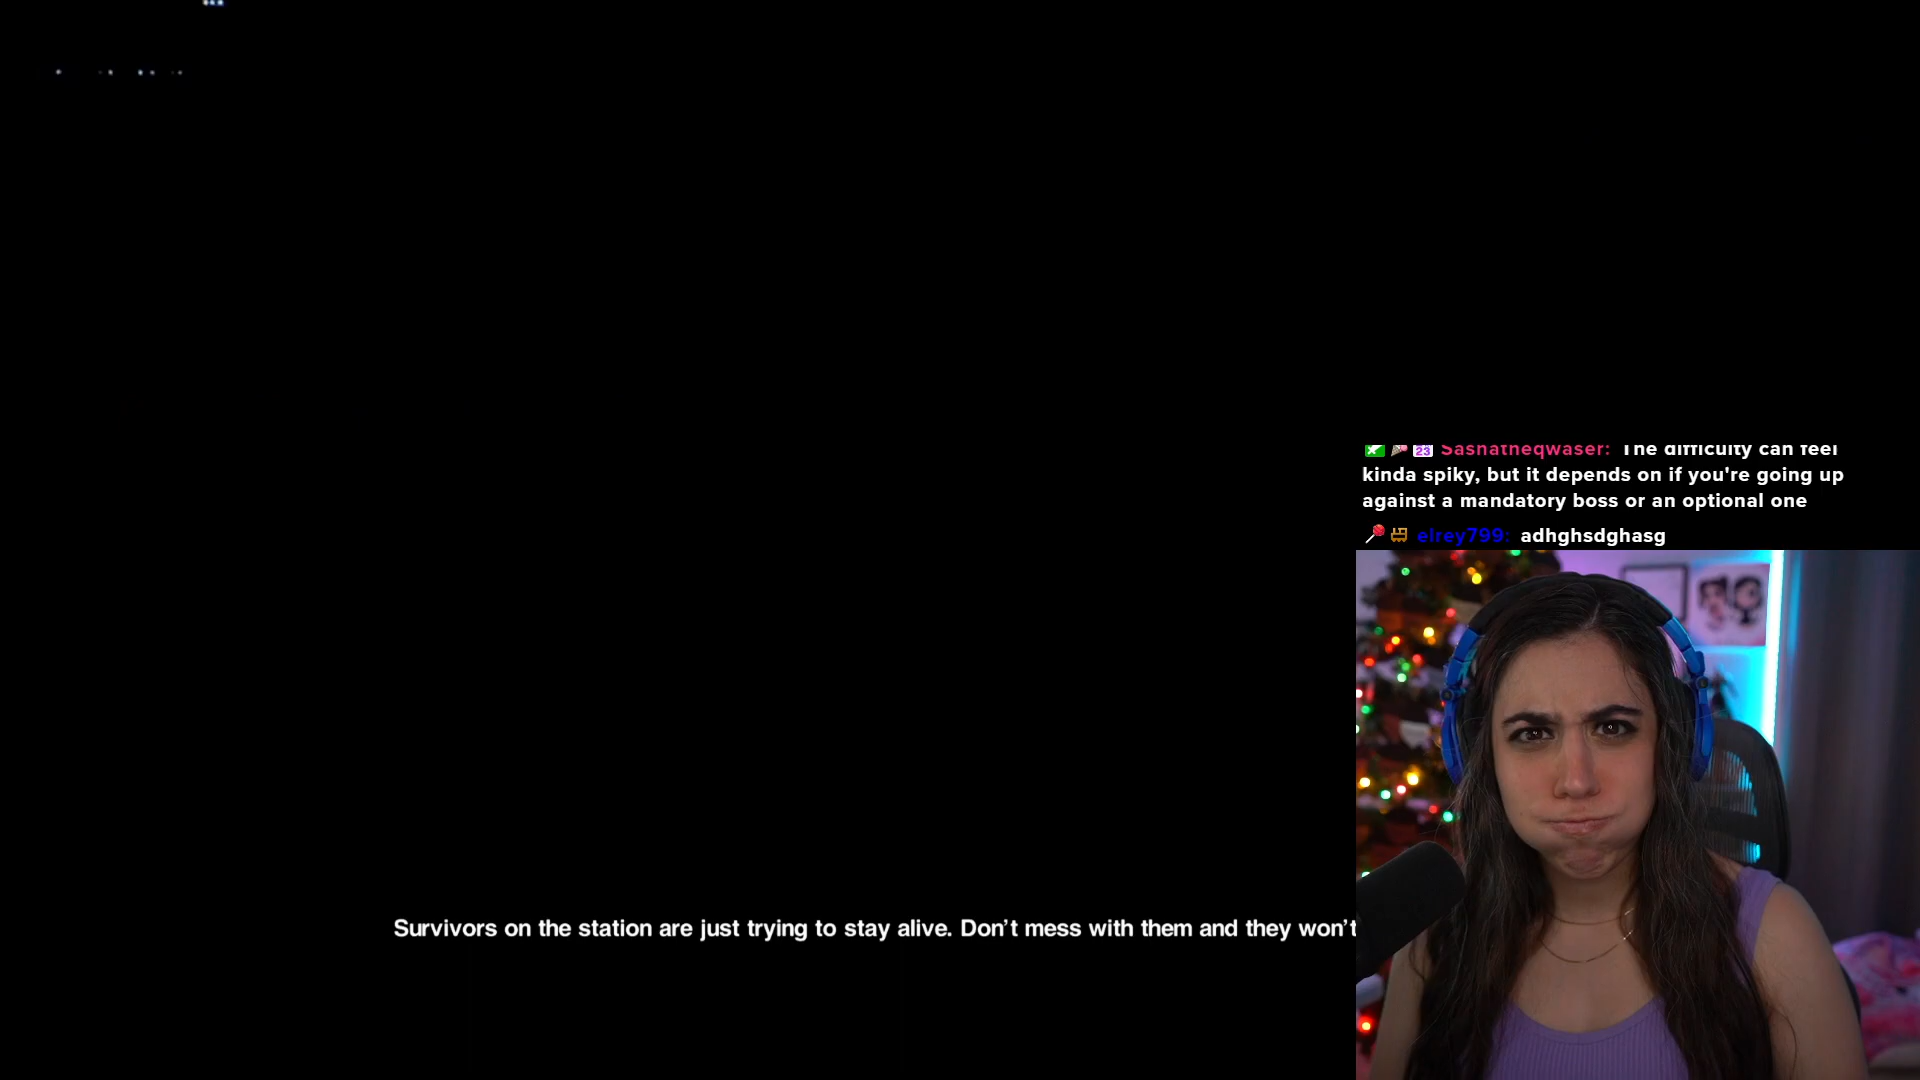 23 Sashatheqwaser: The difficulty can feel
kinda spiky, but it depends on if you're going up
against a mandatory boss or an optional one
elrey799: adhghsdghasg
Survivors on the station are just trying to stay alive. Don't mess with them and they won't